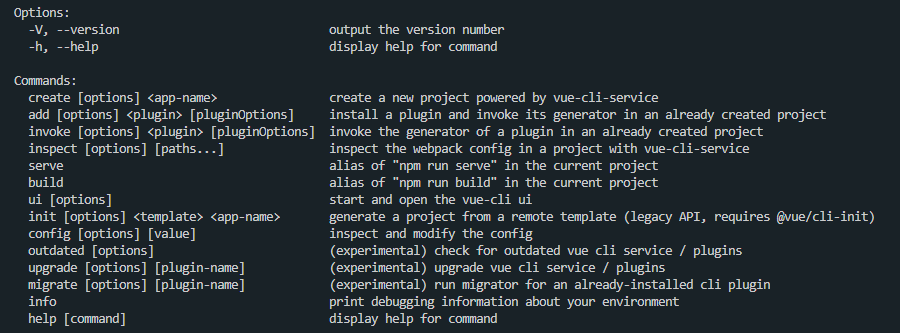 Options:
  -V, --version                              output the version number
  -h, --help                                 display help for command

Commands:
  create [options] <app-name>                create a new project powered by vue-cli-service
  add [options] <plugin> [pluginOptions]     install a plugin and invoke its generator in an already created project
  invoke [options] <plugin> [pluginOptions]  invoke the generator of a plugin in an already created project
  inspect [options] [paths...]               inspect the webpack config in a project with vue-cli-service
  serve                                      alias of "npm run serve" in the current project
  build                                      alias of "npm run build" in the current project
  ui [options]                               start and open the vue-cli ui
  init [options] <template> <app-name>       generate a project from a remote template (legacy API, requires @vue/cli-init)
  config [options] [value]                   inspect and modify the config
  outdated [options]                         (experimental) check for outdated vue cli service / plugins
  upgrade [options] [plugin-name]            (experimental) upgrade vue cli service / plugins
  migrate [options] [plugin-name]            (experimental) run migrator for an already-installed cli plugin
  info                                       print debugging information about your environment
  help [command]                             display help for command